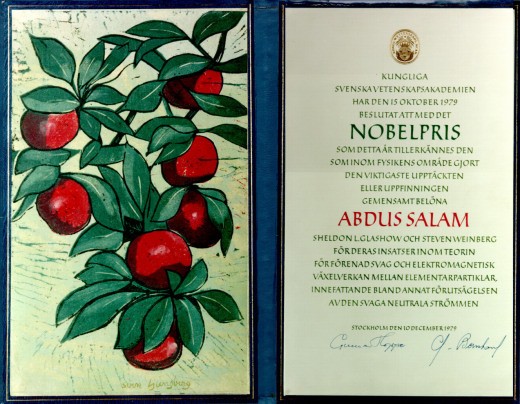 KUNGLIGA
SVENSKA VETENSKAPSAKADEMIEN
HAR DEN 15 OKTOBER 1979
BESLUTAT ATT MED DET
NOBELPRIS
SOM DETTA ÅR TILLERKÄNNES DEN
SOM INOM FYSIKENS OMRÅDE GJORT
DEN VIKTIGASTE UPPTÄCKTEN
ELLER UPPFINNINGEN
GEMENSAMT BELÖNA
ABDUS SALAM
SHELDON L. GLASHOW OCH STEVEN WEINBERG
FÖR DERAS INSATSER INOM TEORIN
FÖR FÖRENAD SVAG OCH ELEKTROMAGNETISK
VÄXELVERKAN MELLAN ELEMENTARPARTIKLAR,
INNEFATTANDE BLAND ANNAT FÖRUTSÄGELSEN
AV DEN SVAGA NEUTRALA STRÖMMEN
STOCKHOLM DEN 10 DECEMBER 1979